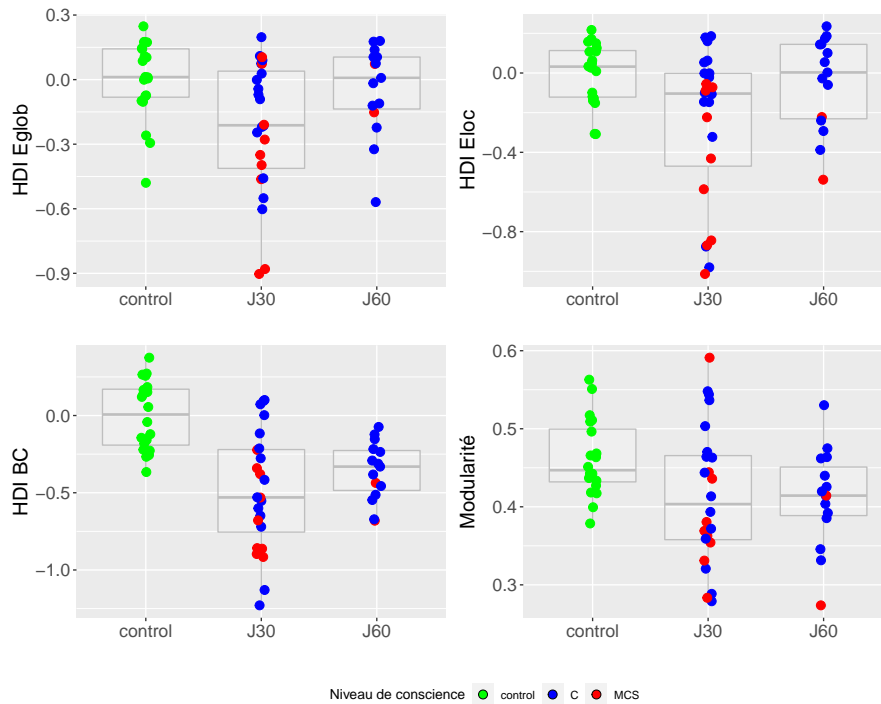 HDI Eglob
0.3
0.0
−0.3
−0.6
−0.9
control J30 J60
HDI Eloc
0.0
−0.4
−0.8
control J30 J60
HDI BC
0.0
−0.5
−1.0
control J30 J60
Modularité
0.6
0.5
0.4
0.3
control J30 J60
Niveau de conscience control C MCS